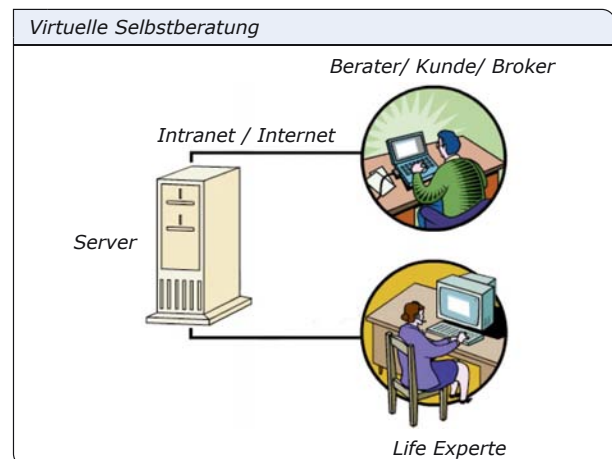 Virtuelle Selbstberatung
Berater/ Kunde/ Broker
Intranet / Internet
Server
Life Experte